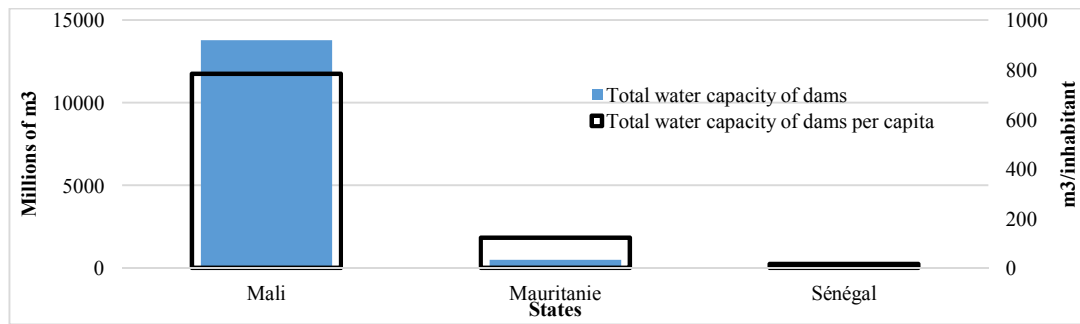 15000
10000
5000
0
Millions of m3
Total water capacity of dams
Total water capacity of dams per capita
1000
800
600
400
200
0
m3/inhabitant
Mali Mauritanie Sénégal
States